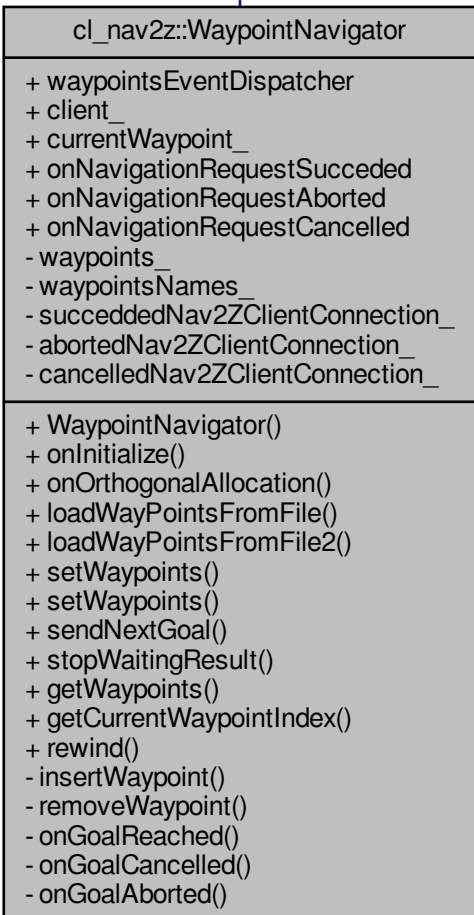 cl_nav2z::WaypointNavigator
+ waypointsEventDispatcher
+ client_
+ currentWaypoint_
+ onNavigationRequestSucceded
+ onNavigationRequestAborted
+ onNavigationRequestCancelled
- waypoints_
- waypointsNames_
- succeddedNav2ZClientConnection_
- abortedNav2ZClientConnection_
- cancelledNav2ZClientConnection_
+ WaypointNavigator()
+ onInitialize()
+ onOrthogonalAllocation()
+ loadWayPointsFromFile()
+ loadWayPointsFromFile2()
+ setWaypoints()
+ setWaypoints()
+ sendNextGoal()
+ stopWaitingResult()
+ getWaypoints()
+ getCurrentWaypointIndex()
+ rewind()
- insertWaypoint()
- removeWaypoint()
- onGoalReached()
- onGoalCancelled()
- onGoalAborted()